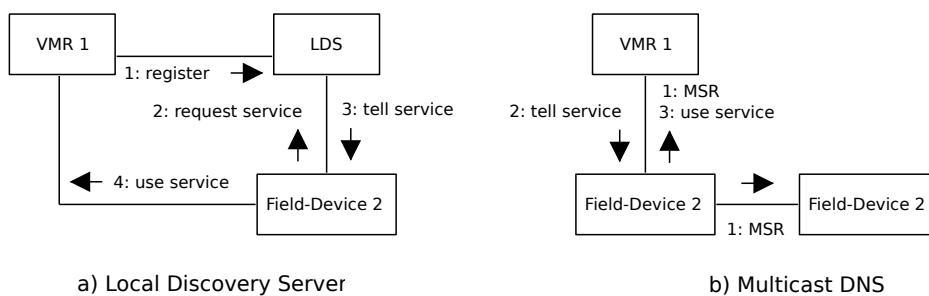 VMR 1
LDS
1: register
2: request service
3: tell service
4: use service
Field-Device 2
a) Local Discovery Server
VMR 1
1: MSR
2: tell service
3: use service
Field-Device 2
Field-Device 2
1: MSR
b) Multicast DNS